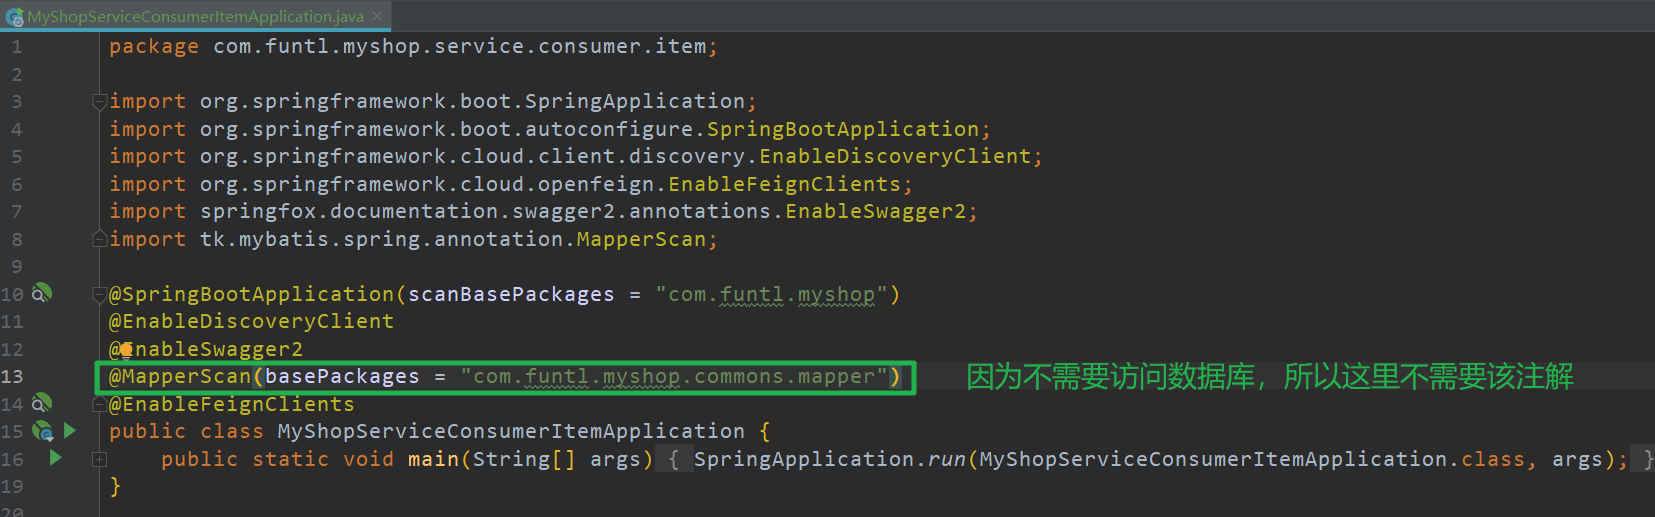 MyShopServiceConsumerItemApplication.java
1 package com.funtl.myshop.service.consumer.item;
2
3 import org.springframework.boot.SpringApplication;
4 import org.springframework.boot.autoconfigure.SpringBootApplication;
5 import org.springframework.cloud.client.discovery.EnableDiscoveryClient;
6 import org.springframework.cloud.openfeign.EnableFeignClients;
7 import springfox.documentation.swagger2.annotations.EnableSwagger2;
8 import tk.mybatis.spring.annotation.MapperScan;
9
10 @SpringBootApplication(scanBasePackages = "com.funtl.myshop")
11 @EnableDiscoveryClient
12 @EnableSwagger2
13 @MapperScan(basePackages = "com.funtl.myshop.commons.mapper") 因为不需要访问数据库，所以这里不需要该注解
14 @EnableFeignClients
15 public class MyShopServiceConsumerItemApplication {
16 public static void main(String[] args) { SpringApplication.run(MyShopServiceConsumerItemApplication.class, args); }
19 }
20